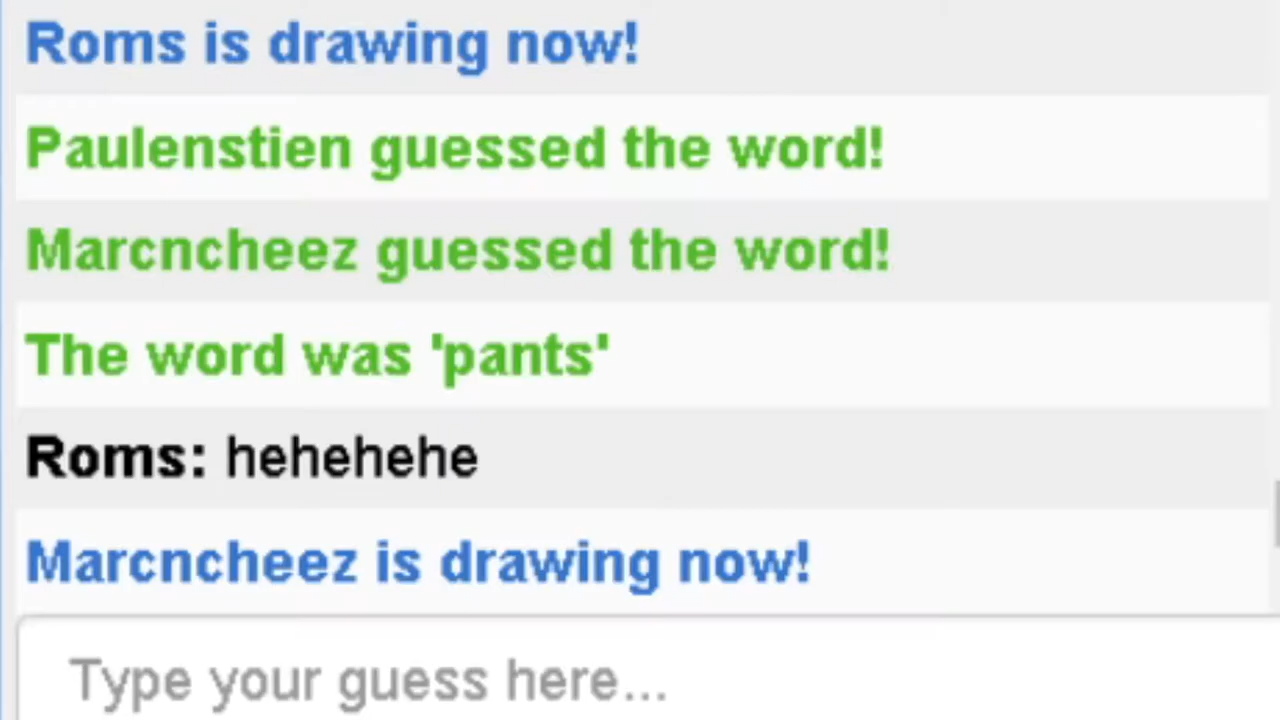 Roms is drawing now!
Paulenstien guessed the word!
Marcncheez guessed the word!
The word was 'pants'
Roms: hehehehe
Marcncheez is drawing now!
Type your guess here...